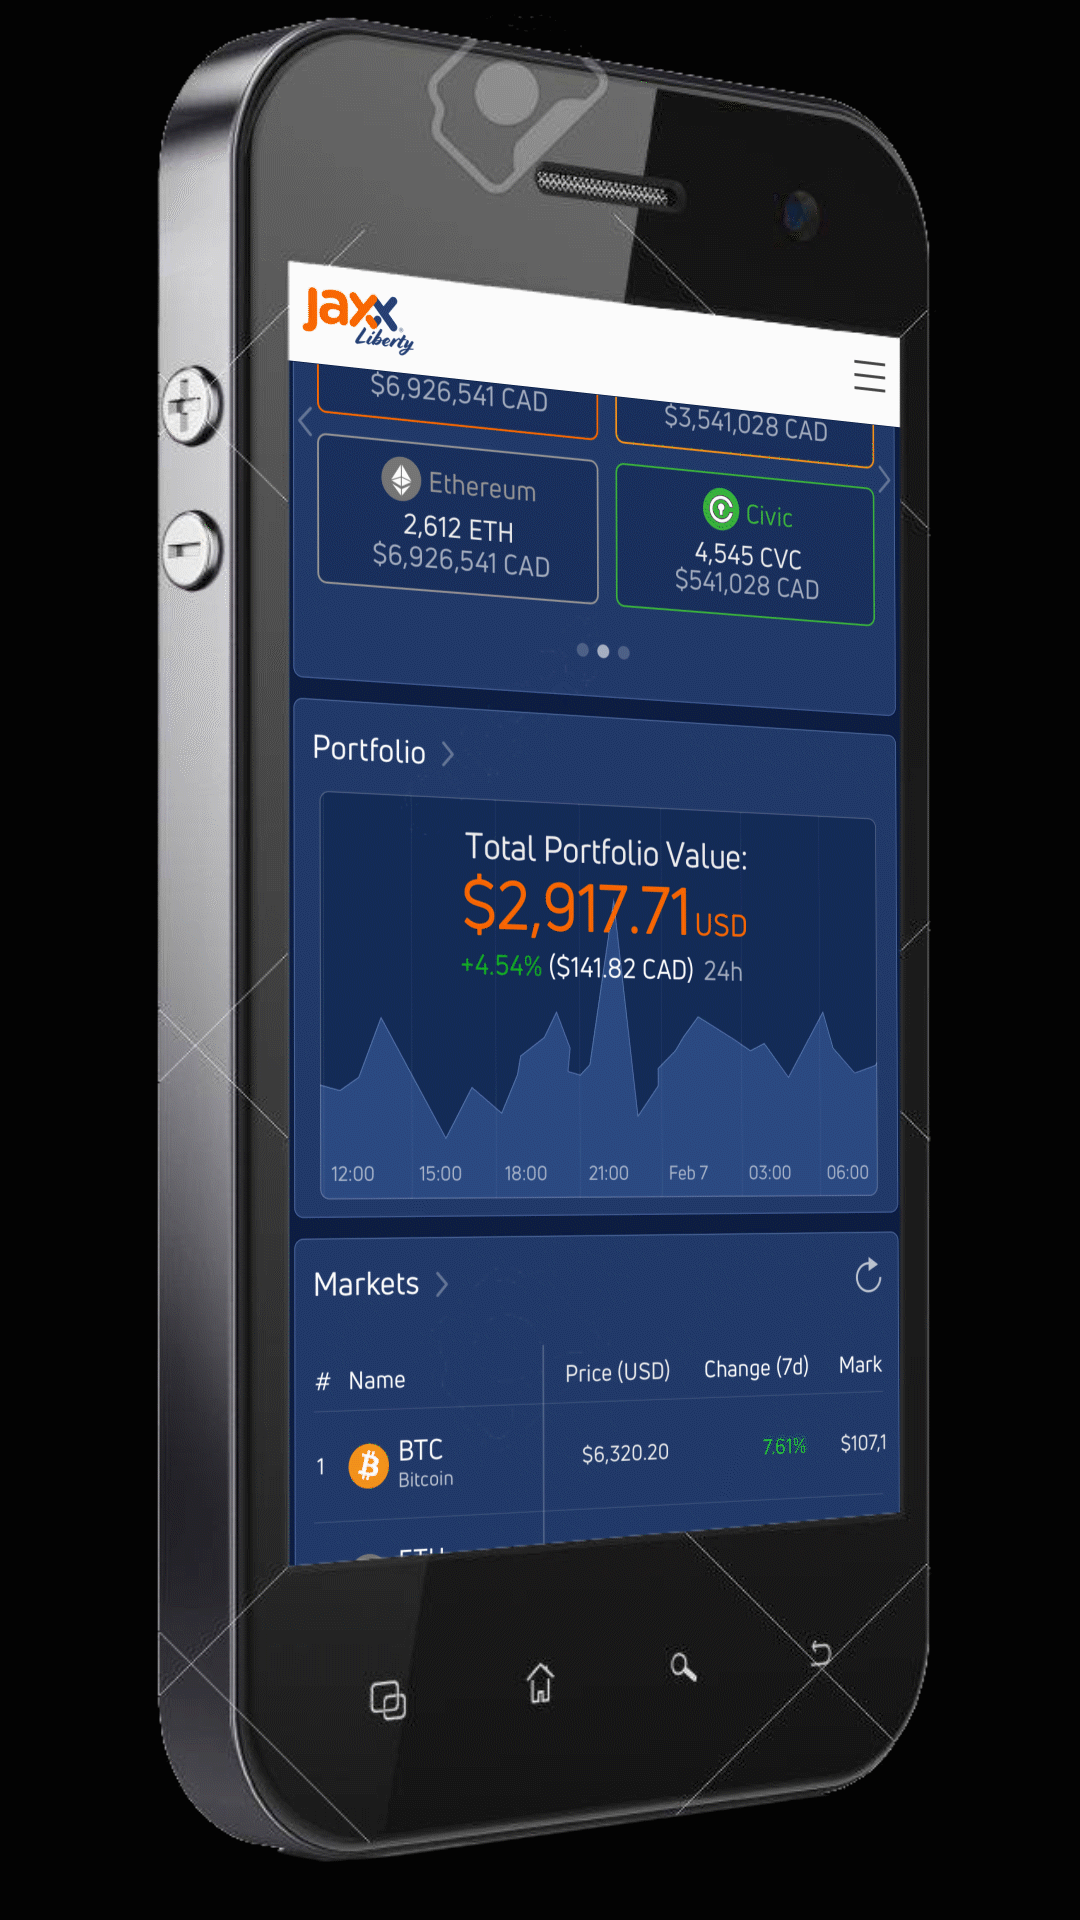 Jaxx
Liberty
$6,926,541 CAD
$3,541,028 CAD
Ethereum
2,612 ETH
$6,926,541 CAD
Civic
4,545 CVC
$541,028 CAD
Portfolio
Total Portfolio Value:
$2,917.71 USD
+4.54% ($141.82 CAD) 24h
12:00 15:00 18:00 21:00 Feb 7 03:00 06:00
Markets
# Name Price (USD) Change (7d) Mark
1 BTC $6,320.20 7.61% $107,1
Bitcoin
ETH